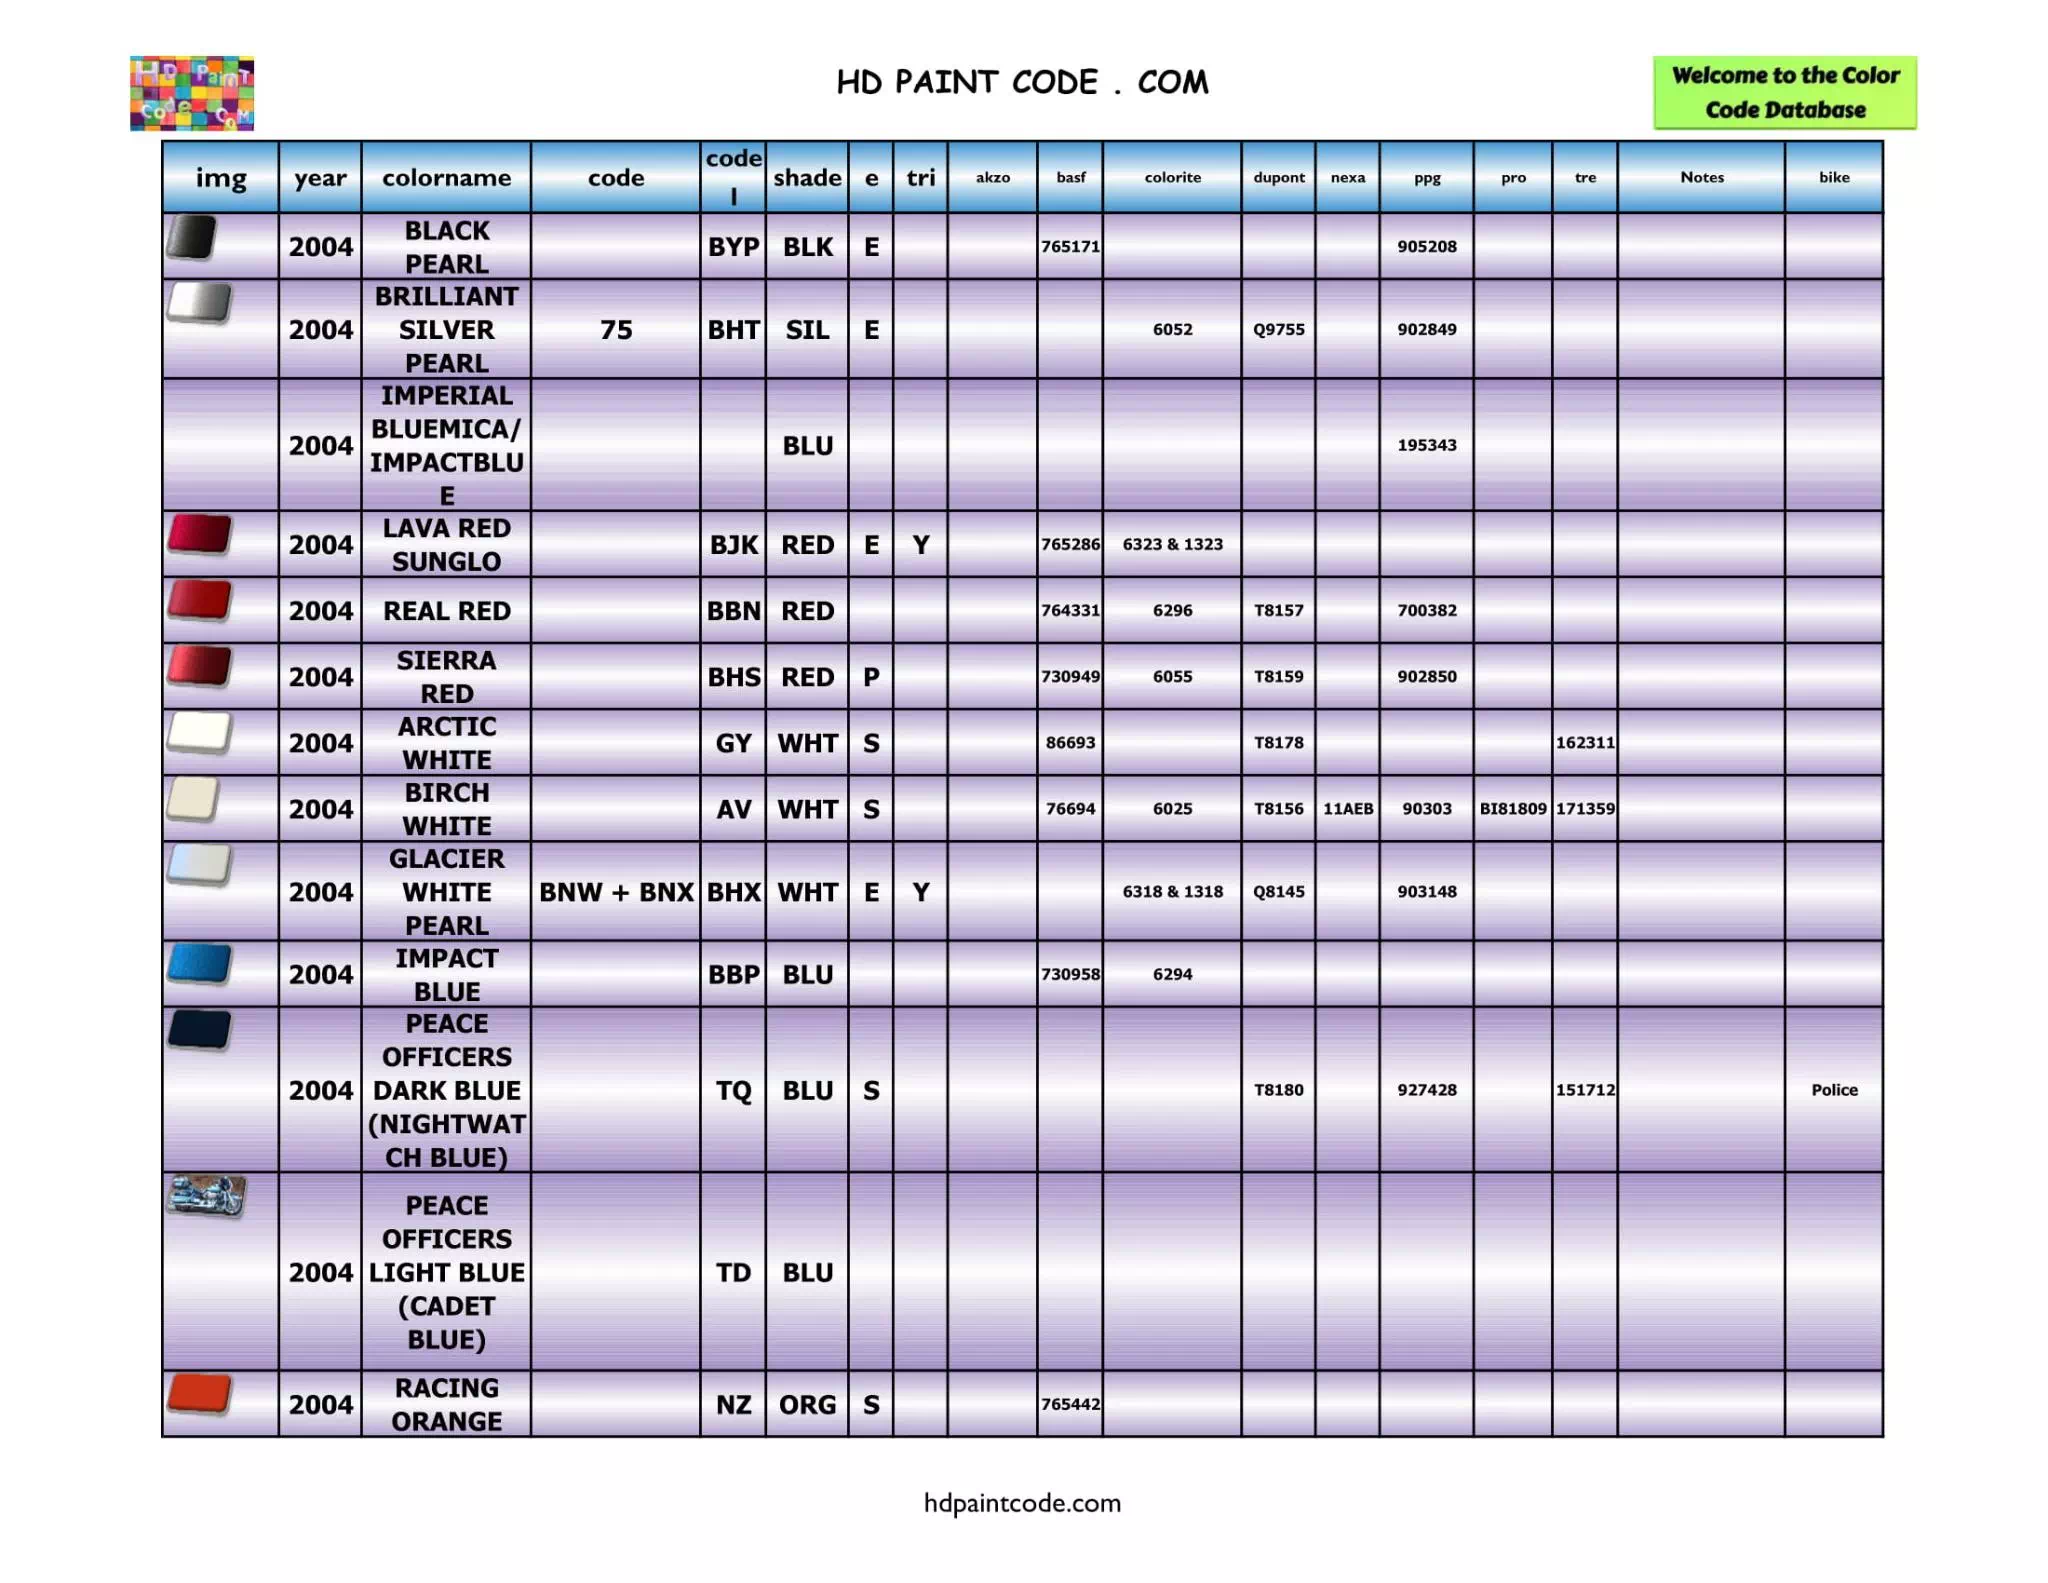 HD Paint
Code
CoM
HD PAINT CODE . COM
Welcome to the Color
Code Database
img year colorname code code l shade e tri akzo basf colorite dupont nexa ppg pro tre Notes bike
2004 BLACK PEARL BYP BLK E 765171 905208
2004 BRILLIANT SILVER PEARL 75 BHT SIL E 6052 Q9755 902849
2004 IMPERIAL BLUEMICA/IMPACTBLUE BLU 195343
2004 LAVA RED SUNGLO BJK RED E Y 765286 6323 & 1323
2004 REAL RED BBN RED 764331 6296 T8157 700382
2004 SIERRA RED BHS RED P 730949 6055 T8159 902850
2004 ARCTIC WHITE GY WHT S 86693 T8178 162311
2004 BIRCH WHITE AV WHT S 76694 6025 T8156 11AEB 90303 BI81809 171359
2004 GLACIER WHITE PEARL BNW + BNX BHX WHT E Y 6318 & 1318 Q8145 903148
2004 IMPACT BLUE BBP BLU 730958 6294
2004 PEACE OFFICERS DARK BLUE (NIGHTWATCH BLUE) TQ BLU S T8180 927428 151712 Police
2004 PEACE OFFICERS LIGHT BLUE (CADET BLUE) TD BLU
2004 RACING ORANGE NZ ORG S 765442
hdpaintcode.com